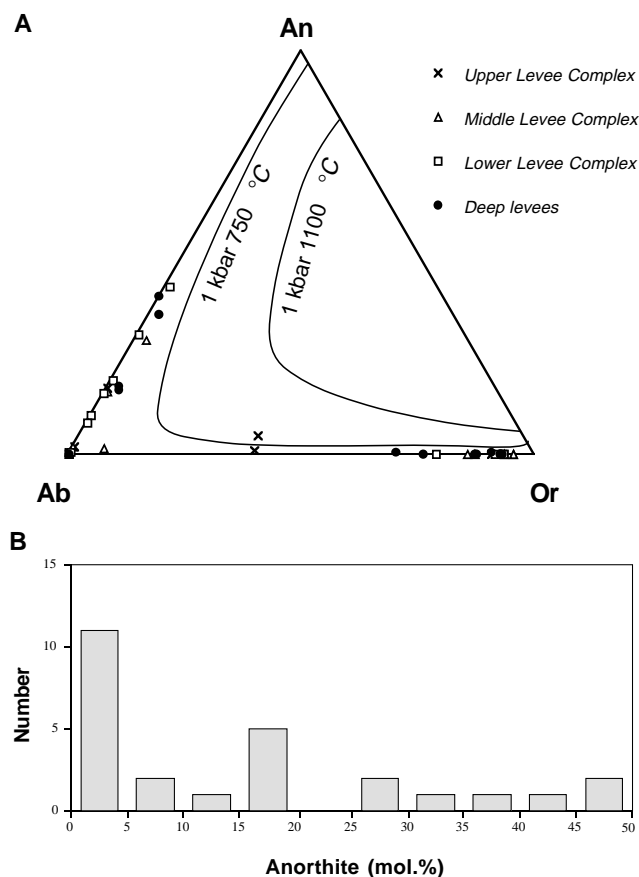 A
An
Upper Levee Complex
Middle Levee Complex
Lower Levee Complex
Deep levees
1 kbar 750 °C
1 kbar 1100 °C
Ab
Or
B
15
10
5
0
Number
0 5 10 15 20 25 30 35 40 45 50
Anorthite (mol.%)